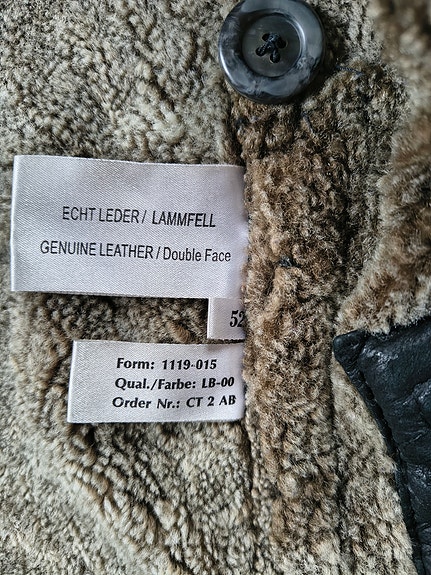 ECHT LEDER / LAMMFELL
GENUINE LEATHER / Double Face
52
Form: 1119-015
Qual./Farbe: LB-00
Order Nr.: CT 2 AB